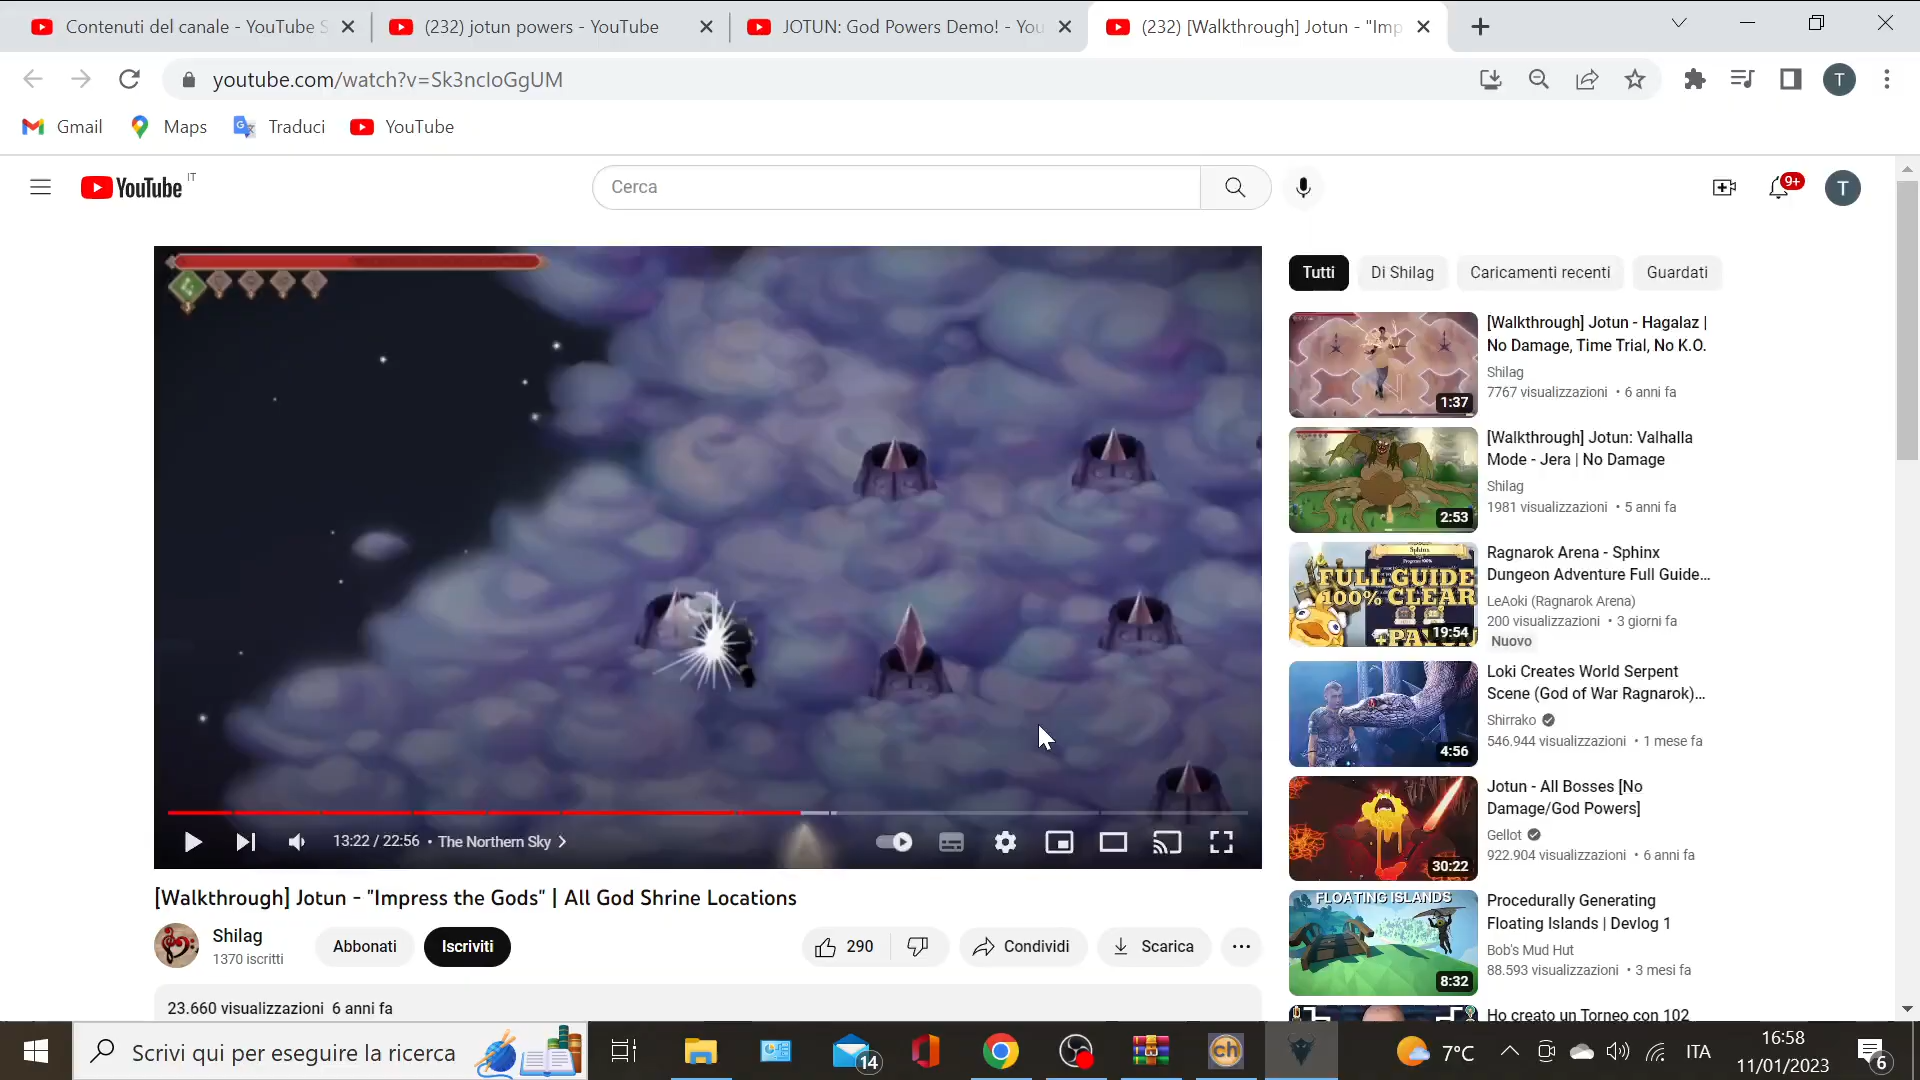 Contenuti del canale - YouTube S
(232) jotun powers - YouTube
JOTUN: God Powers Demo! - You
(232) [Walkthrough] Jotun - "Imp
youtube.com/watch?v=Sk3ncIoGgUM
T
Gmail
Maps
Traduci
YouTube
YouTube IT
Cerca
9+
T
Tutti
Di Shilag
Caricamenti recenti
Guardati
[Walkthrough] Jotun - Hagalaz |
No Damage, Time Trial, No K.O.
Shilag
7767 visualizzazioni • 6 anni fa
1:37
[Walkthrough] Jotun: Valhalla
Mode - Jera | No Damage
Shilag
1981 visualizzazioni • 5 anni fa
2:53
Ragnarok Arena - Sphinx
Dungeon Adventure Full Guide...
LeAoki (Ragnarok Arena)
200 visualizzazioni • 3 giorni fa
Nuovo
Sphinx
FULL GUIDE
100% CLEAR
19:54
Loki Creates World Serpent
Scene (God of War Ragnarok)...
Shirrako
546.944 visualizzazioni • 1 mese fa
4:56
Jotun - All Bosses [No
Damage/God Powers]
Gellot
922.904 visualizzazioni • 6 anni fa
30:22
Procedurally Generating
Floating Islands | Devlog 1
Bob's Mud Hut
88.593 visualizzazioni • 3 mesi fa
FLOATING ISLANDS
8:32
Ho creato un Torneo con 102
13:22 / 22:56 • The Northern Sky
[Walkthrough] Jotun - "Impress the Gods" | All God Shrine Locations
Shilag
1370 iscritti
Abbonati
Iscriviti
290
Condividi
Scarica
23.660 visualizzazioni 6 anni fa
Scrivi qui per eseguire la ricerca
14
ch
7°C
ITA
16:58
11/01/2023
6